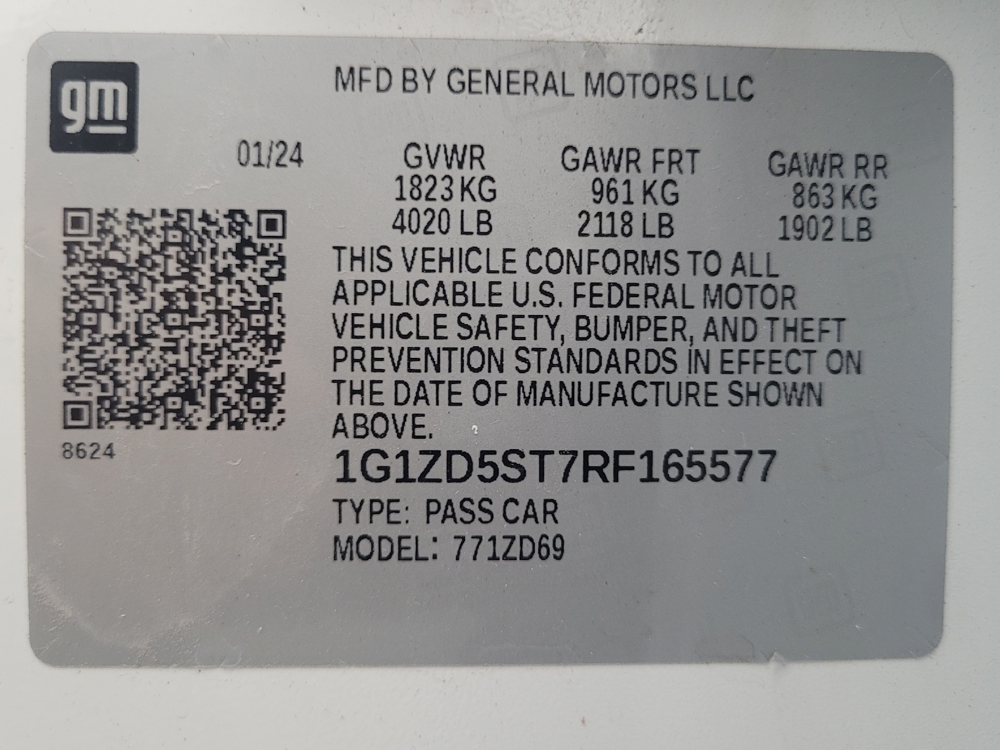 gm
MFD BY GENERAL MOTORS LLC
01/24 GVWR GAWR FRT GAWR RR
1823 KG 961 KG 863 KG
4020 LB 2118 LB 1902 LB
THIS VEHICLE CONFORMS TO ALL
APPLICABLE U.S. FEDERAL MOTOR
VEHICLE SAFETY, BUMPER, AND THEFT
PREVENTION STANDARDS IN EFFECT ON
THE DATE OF MANUFACTURE SHOWN
ABOVE.
8624
1G1ZD5ST7RF165577
TYPE: PASS CAR
MODEL: 771ZD69